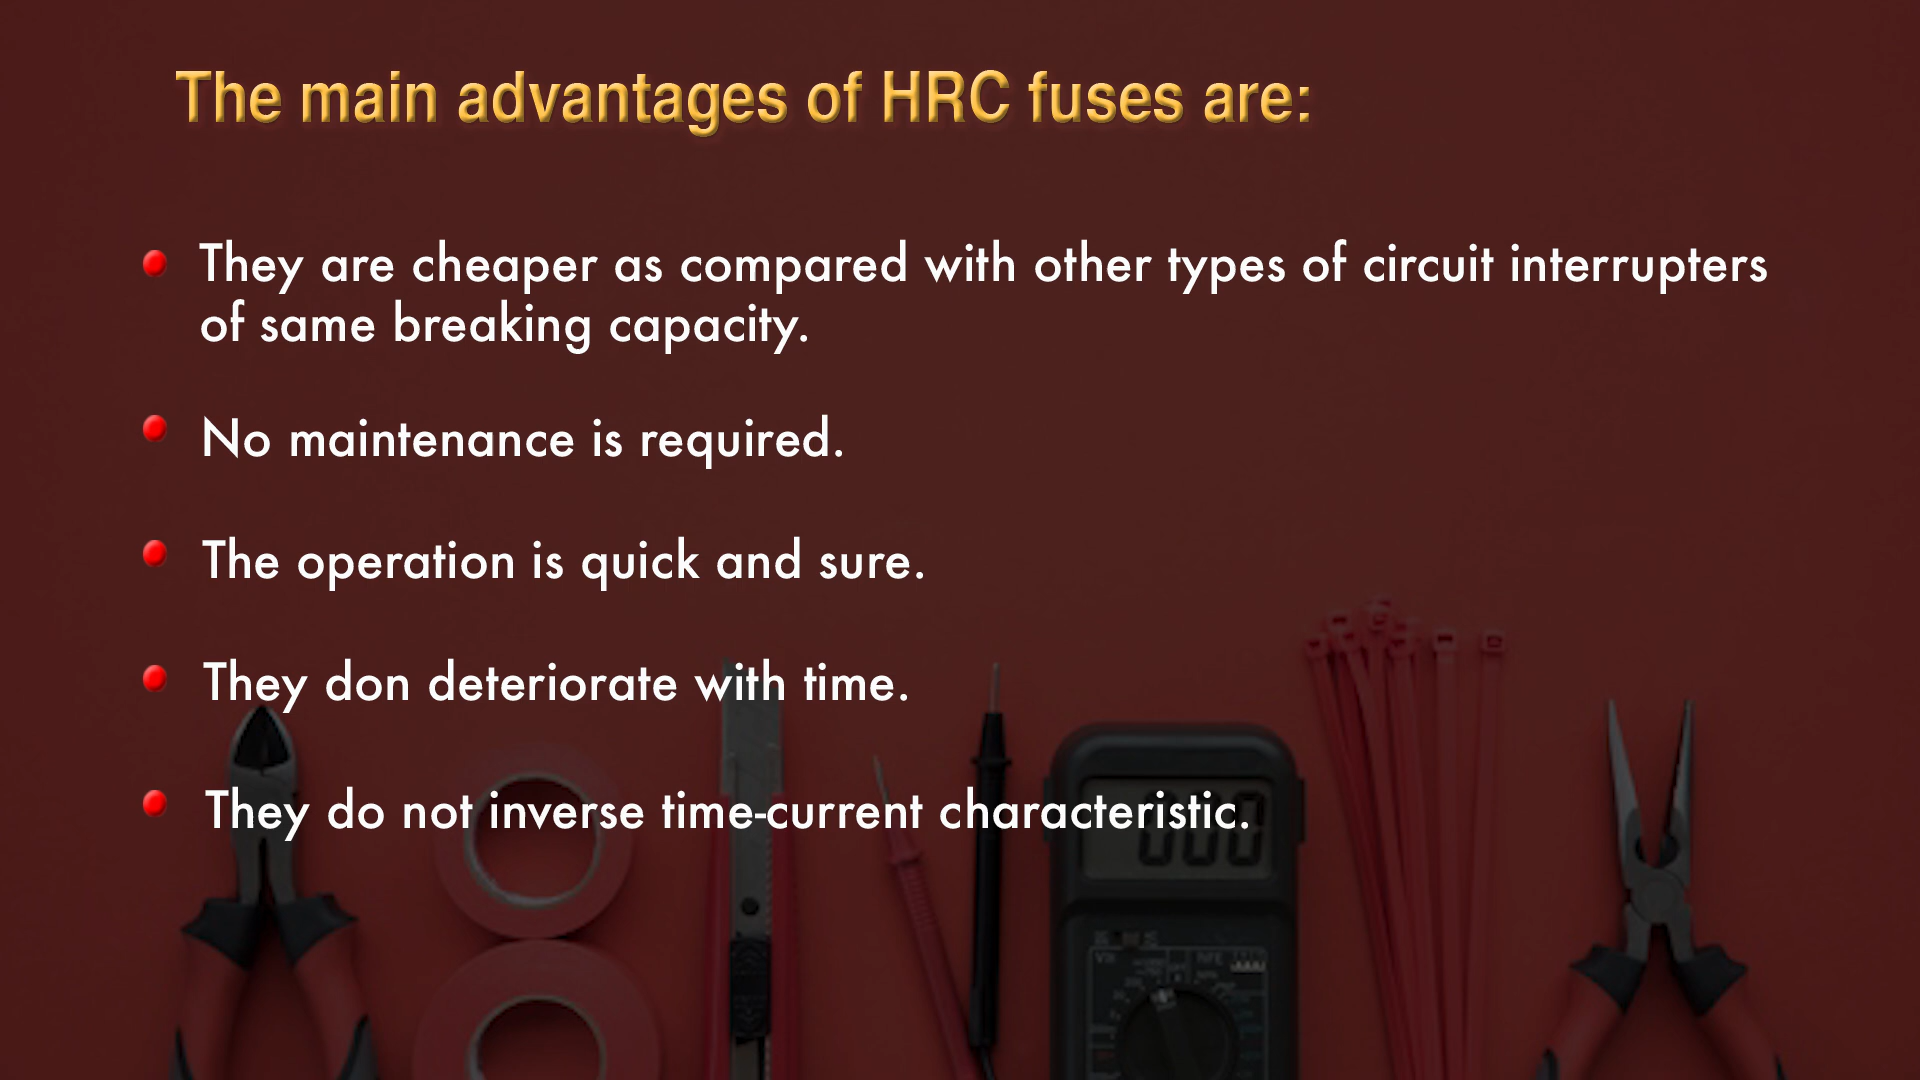 The main advantages of HRC fuses are:
They are cheaper as compared with other types of circuit interrupters
of same breaking capacity.
No maintenance is required.
The operation is quick and sure.
They don deteriorate with time.
They do not inverse time-current characteristic.
000
hFE